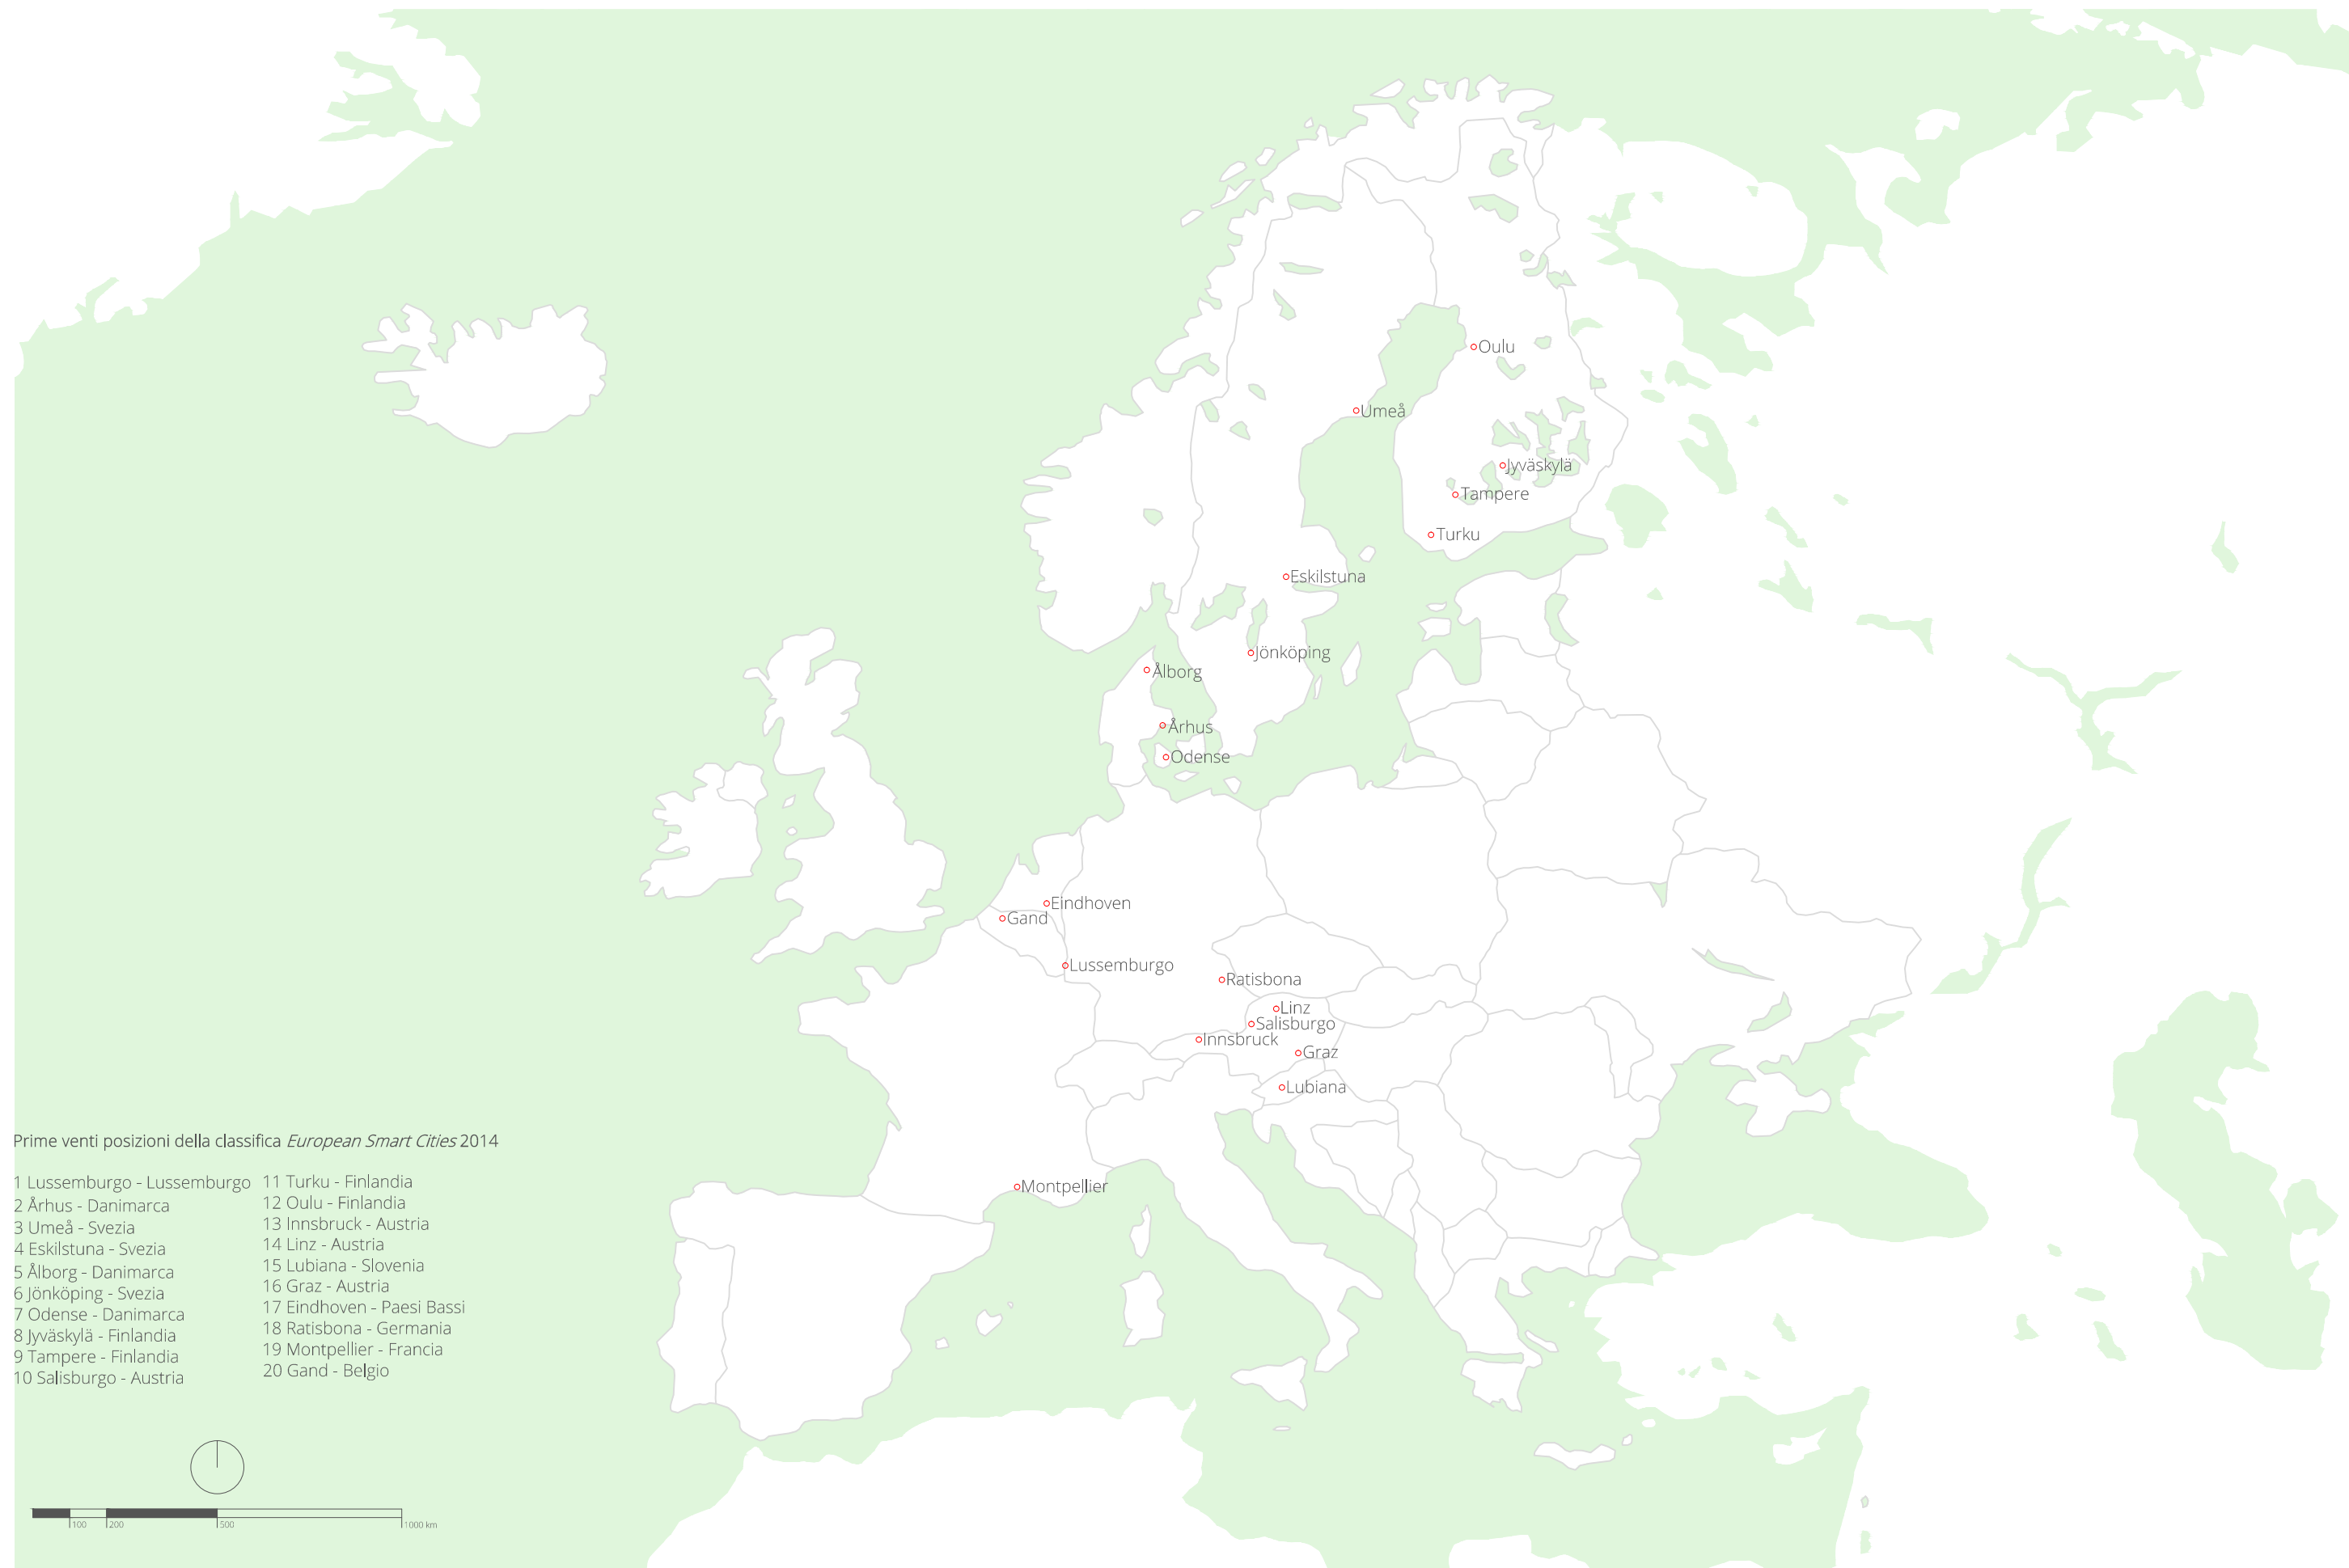 Oulu
Umeå
Jyväskylä
Tampere
Turku
Eskilstuna
Jönköping
Ålborg
Århus
Odense
Eindhoven
Gand
Lussemburgo
Ratisbona
Linz
Salisburgo
Innsbruck
Graz
Lubiana
Montpellier
Prime venti posizioni della classifica European Smart Cities 2014
1 Lussemburgo - Lussemburgo
2 Århus - Danimarca
3 Umeå - Svezia
4 Eskilstuna - Svezia
5 Ålborg - Danimarca
6 Jönköping - Svezia
7 Odense - Danimarca
8 Jyväskylä - Finlandia
9 Tampere - Finlandia
10 Salisburgo - Austria
11 Turku - Finlandia
12 Oulu - Finlandia
13 Innsbruck - Austria
14 Linz - Austria
15 Lubiana - Slovenia
16 Graz - Austria
17 Eindhoven - Paesi Bassi
18 Ratisbona - Germania
19 Montpellier - Francia
20 Gand - Belgio
100 200 500 1000 km